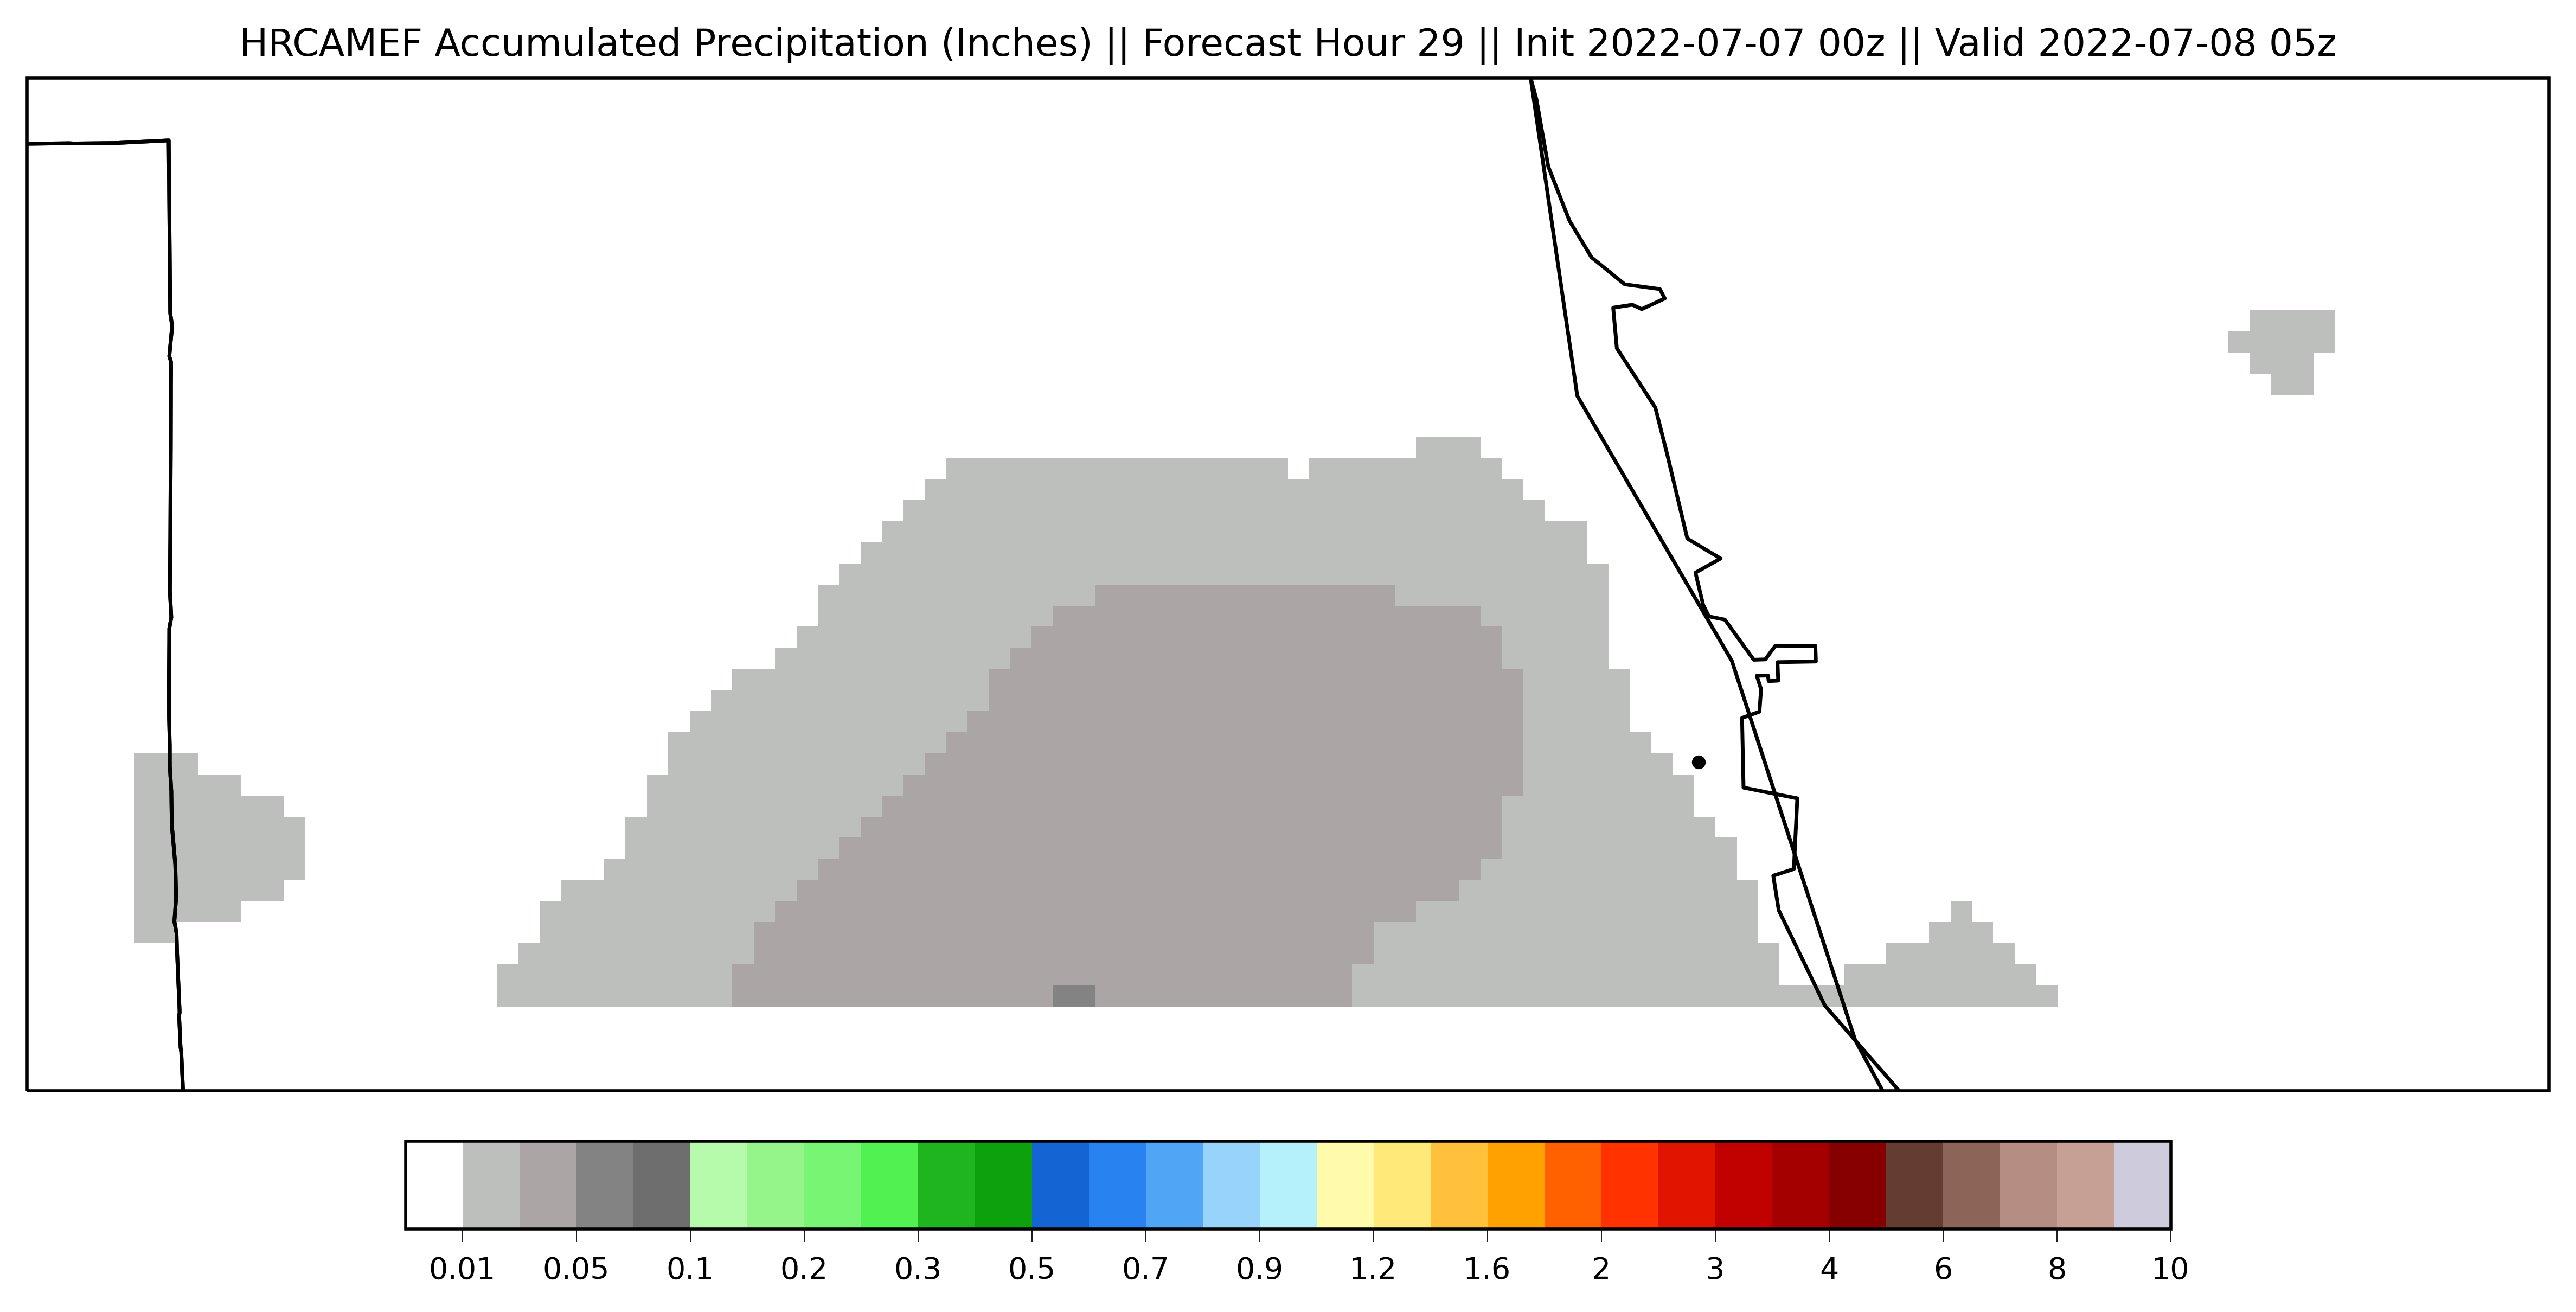 HRCAMEF Accumulated Precipitation (Inches) || Forecast Hour 29 || Init 2022-07-07 00z || Valid 2022-07-08 05z
0.01 0.05 0.1 0.2 0.3 0.5 0.7 0.9 1.2 1.6 2 3 4 6 8 10